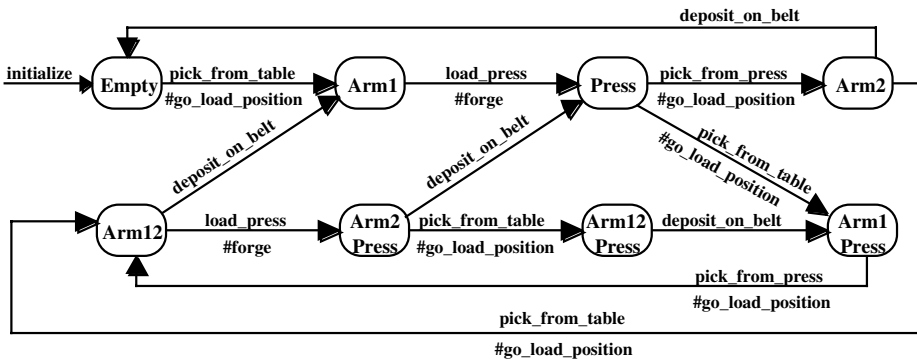 deposit_on_belt
initialize
Empty
pick_from_table
#go_load_position
Arm1
load_press
#forge
Press
pick_from_press
#go_load_position
Arm2
deposit_on_belt
deposit_on_belt
pick_from_table
#go_load_position
Arm12
load_press
#forge
Arm2
Press
pick_from_table
#go_load_position
Arm12
Press
deposit_on_belt
Arm1
Press
pick_from_press
#go_load_position
pick_from_table
#go_load_position